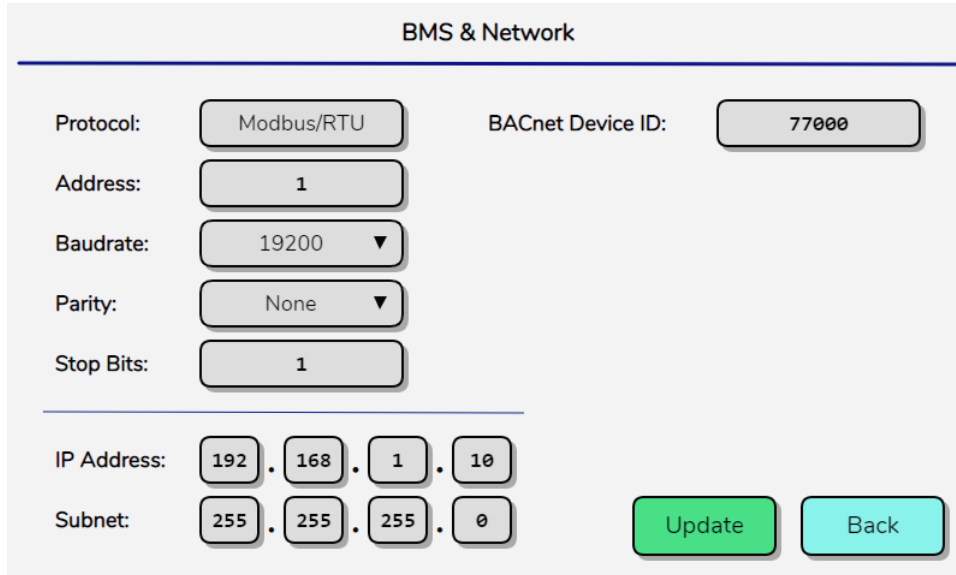 BMS & Network
Protocol: Modbus/RTU BACnet Device ID: 77000
Address: 1
Baudrate: 19200 ▼
Parity: None ▼
Stop Bits: 1
IP Address: 192 . 168 . 1 . 10
Subnet: 255 . 255 . 255 . 0
Update Back